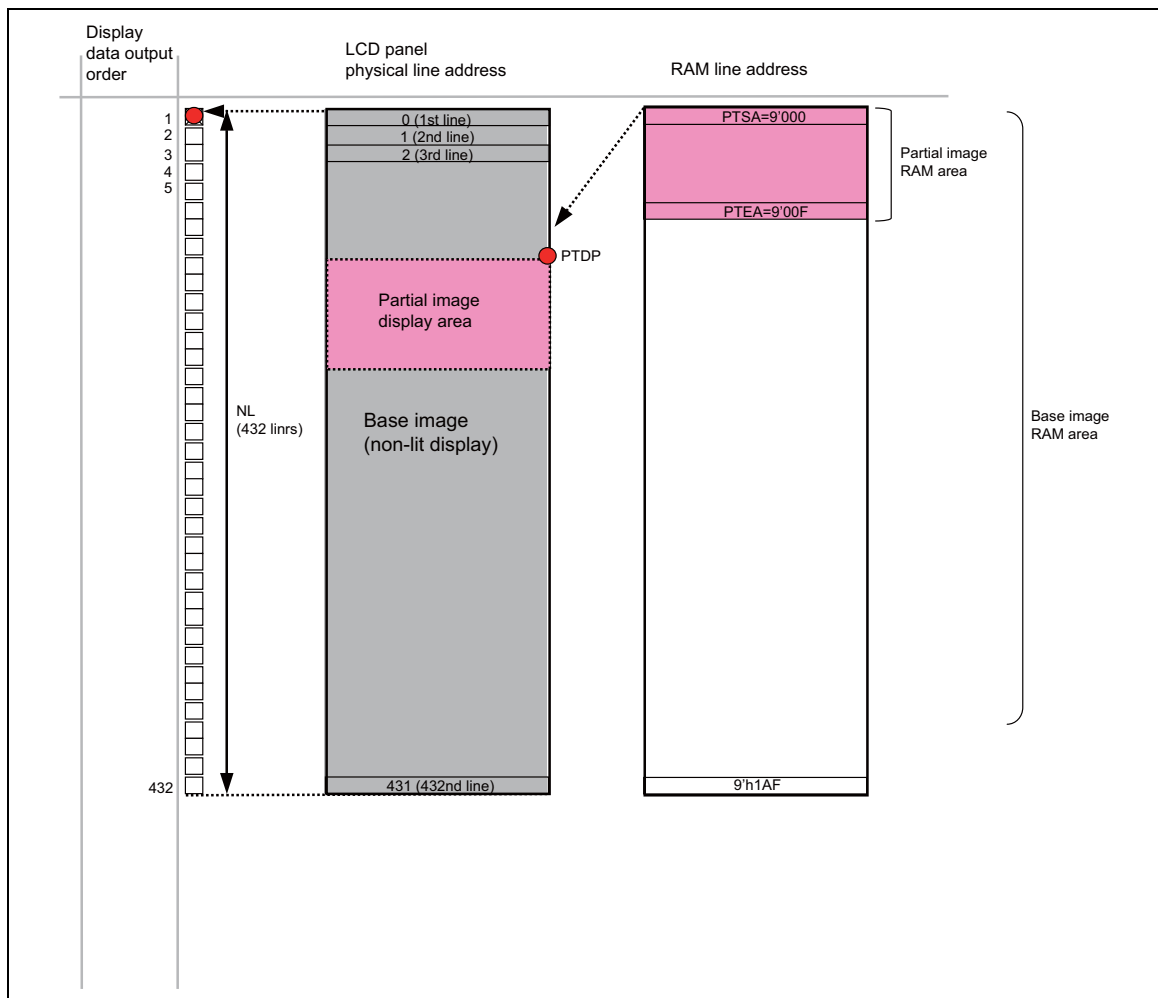 Display
data output
order
LCD panel
physical line address
RAM line address
1
2
3
4
5
432
NL
(432 linrs)
0 (1st line)
1 (2nd line)
2 (3rd line)
PTDP
Partial image
display area
Base image
(non-lit display)
431 (432nd line)
PTSA=9'000
PTEA=9'00F
9'h1AF
Partial image
RAM area
Base image
RAM area